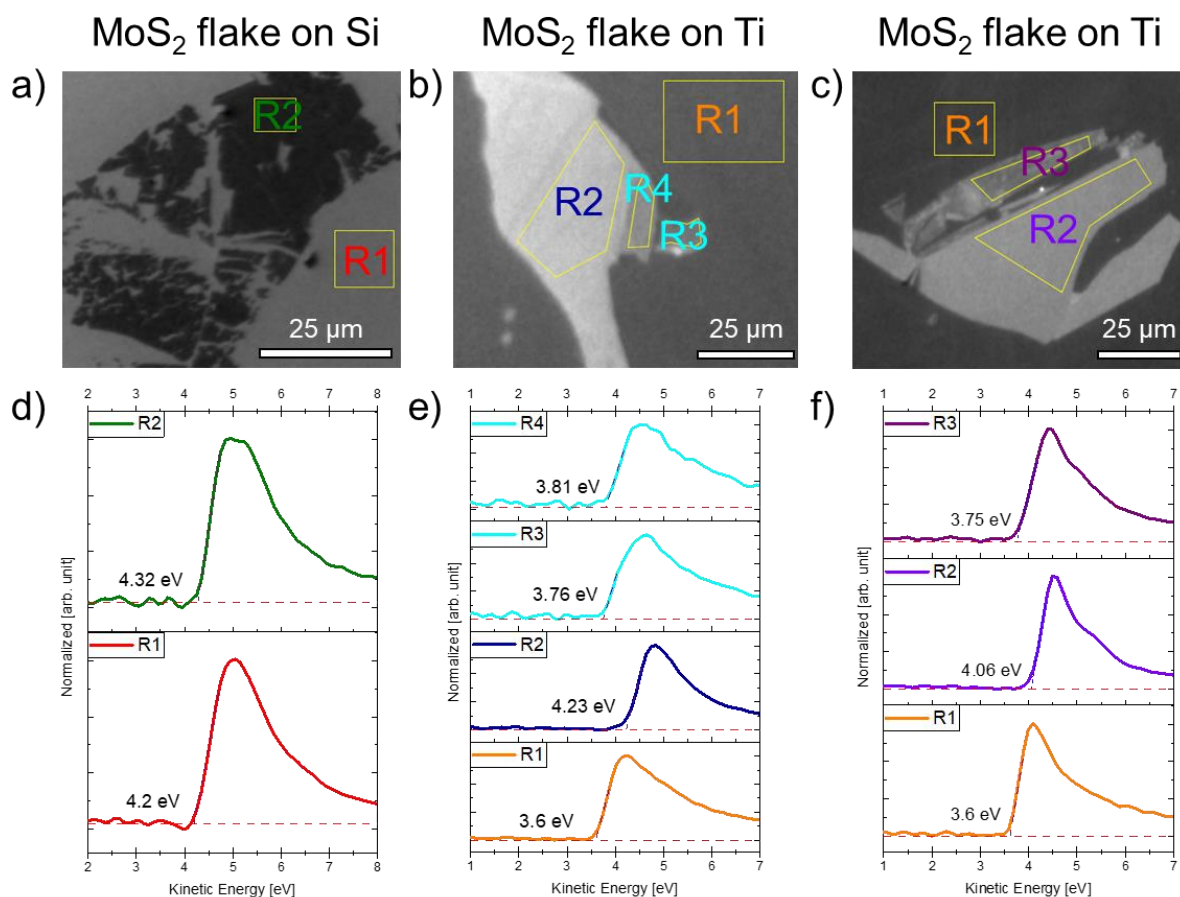 MoS₂ flake on Si
MoS₂ flake on Ti
MoS₂ flake on Ti
a)
R2
R1
25 µm
b)
R1
R2
R4
R3
25 µm
c)
R1
R3
R2
25 µm
d)
2 3 4 5 6 7 8
R2
4.32 eV
R1
4.2 eV
Normalized [arb. unit]
2 3 4 5 6 7 8
Kinetic Energy [eV]
e)
1 2 3 4 5 6 7
R4
3.81 eV
R3
3.76 eV
R2
4.23 eV
R1
3.6 eV
Normalized [arb. unit]
1 2 3 4 5 6 7
Kinetic Energy [eV]
f)
1 2 3 4 5 6 7
R3
3.75 eV
R2
4.06 eV
R1
3.6 eV
Normalized [arb. unit]
1 2 3 4 5 6 7
Kinetic Energy [eV]